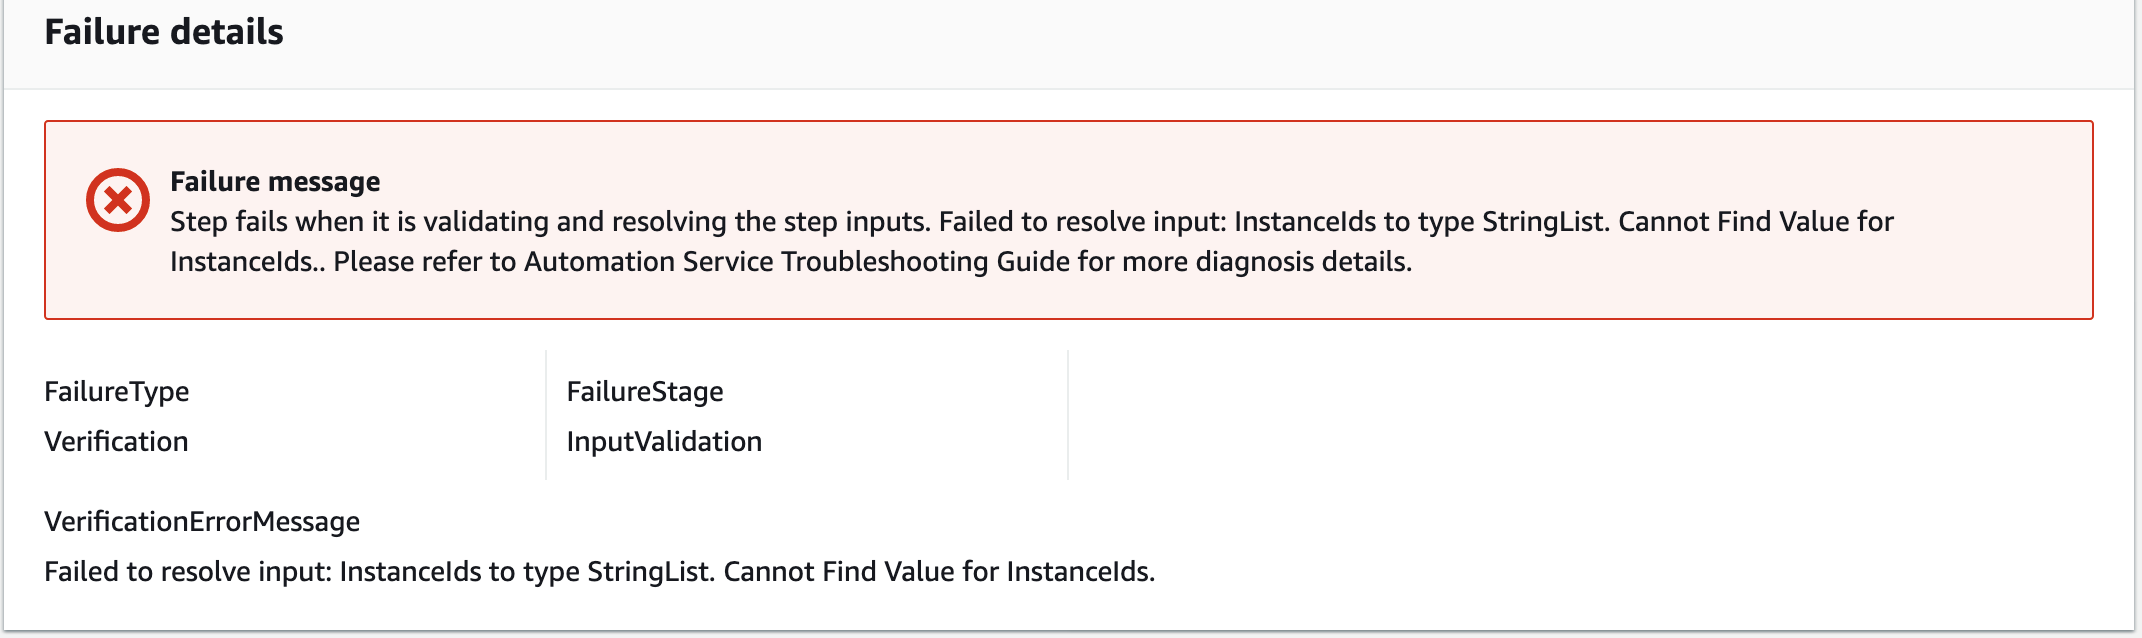 Failure details
Failure message
Step fails when it is validating and resolving the step inputs. Failed to resolve input: InstanceIds to type StringList. Cannot Find Value for
InstanceIds.. Please refer to Automation Service Troubleshooting Guide for more diagnosis details.
FailureType
FailureStage
Verification
InputValidation
VerificationErrorMessage
Failed to resolve input: InstanceIds to type StringList. Cannot Find Value for InstanceIds.